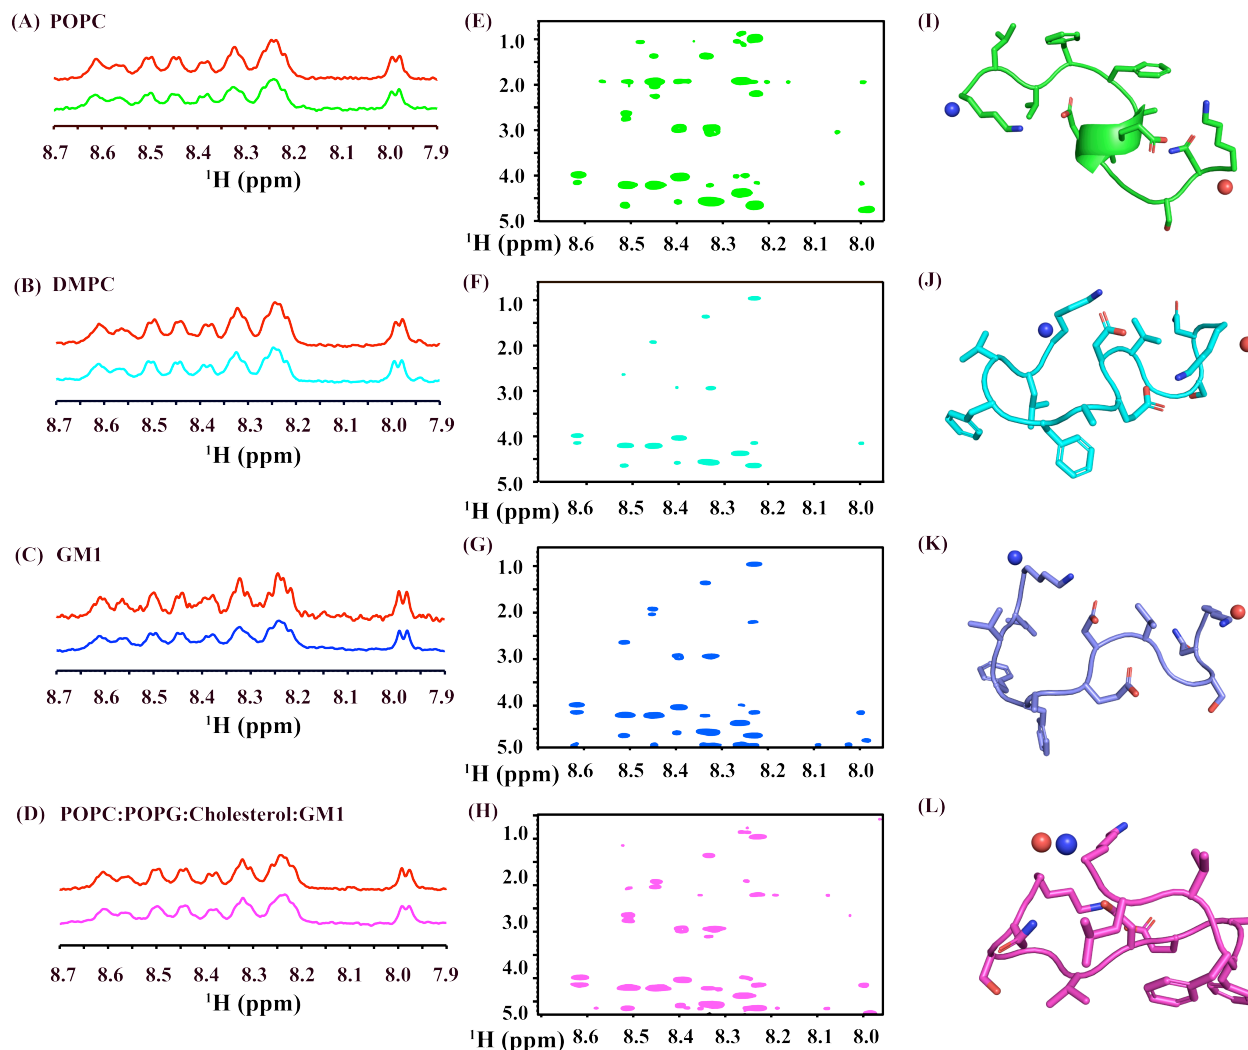 (A) POPC
8.7 8.6 8.5 8.4 8.3 8.2 8.1 8.0 7.9
¹H (ppm)
(E)
1.0
2.0
3.0
4.0
5.0
¹H (ppm) 8.6 8.5 8.4 8.3 8.2 8.1 8.0
(I)
(B) DMPC
8.7 8.6 8.5 8.4 8.3 8.2 8.1 8.0 7.9
¹H (ppm)
(F)
1.0
2.0
3.0
4.0
5.0
¹H (ppm) 8.6 8.5 8.4 8.3 8.2 8.1 8.0
(J)
(C) GM1
8.7 8.6 8.5 8.4 8.3 8.2 8.1 8.0 7.9
¹H (ppm)
(G)
1.0
2.0
3.0
4.0
5.0
¹H (ppm) 8.6 8.5 8.4 8.3 8.2 8.1 8.0
(K)
(D) POPC:POPG:Cholesterol:GM1
8.7 8.6 8.5 8.4 8.3 8.2 8.1 8.0 7.9
¹H (ppm)
(H)
1.0
2.0
3.0
4.0
5.0
¹H (ppm) 8.6 8.5 8.4 8.3 8.2 8.1 8.0
(L)